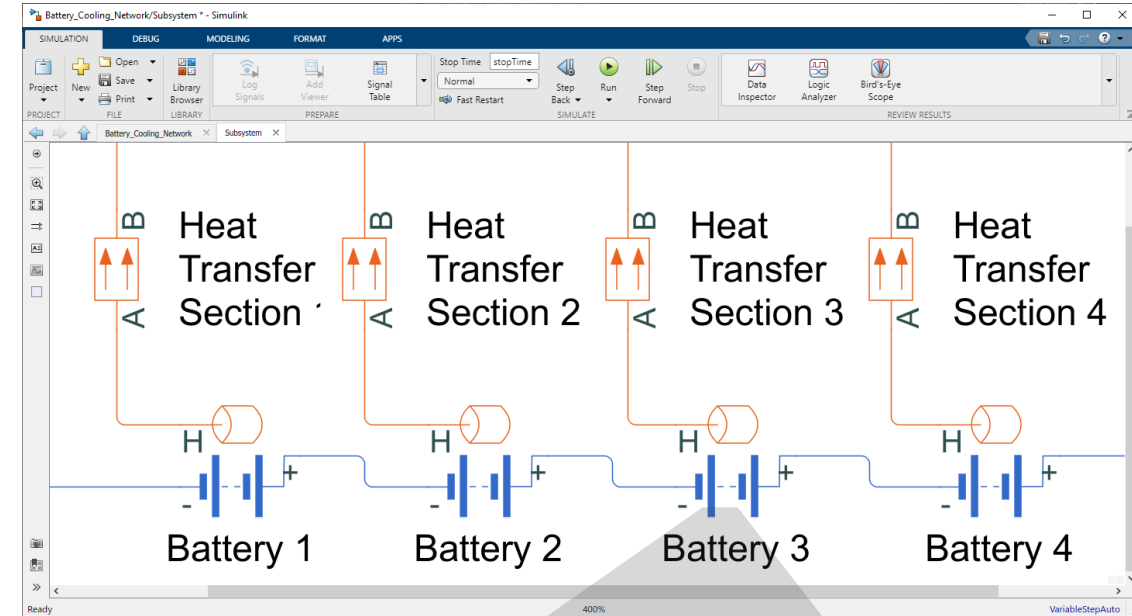 Battery_Cooling_Network/Subsystem * - Simulink
SIMULATION DEBUG MODELING FORMAT APPS
Project
New
Open
Save
Print
Library
Browser
Log
Signals
Add
Viewer
Signal
Table
Stop Time stopTime
Normal
Fast Restart
Step
Back
Run
Step
Forward
Stop
Data
Inspector
Logic
Analyzer
Bird's-Eye
Scope
PROJECT FILE LIBRARY PREPARE SIMULATE REVIEW RESULTS
Battery_Cooling_Network Subsystem
B
Heat
Transfer
Section
A
B
Heat
Transfer
Section 2
A
B
Heat
Transfer
Section 3
A
B
Heat
Transfer
Section 4
A
H H H H
- + - + - + - +
Battery 1 Battery 2 Battery 3 Battery 4
Ready 400% VariableStepAuto